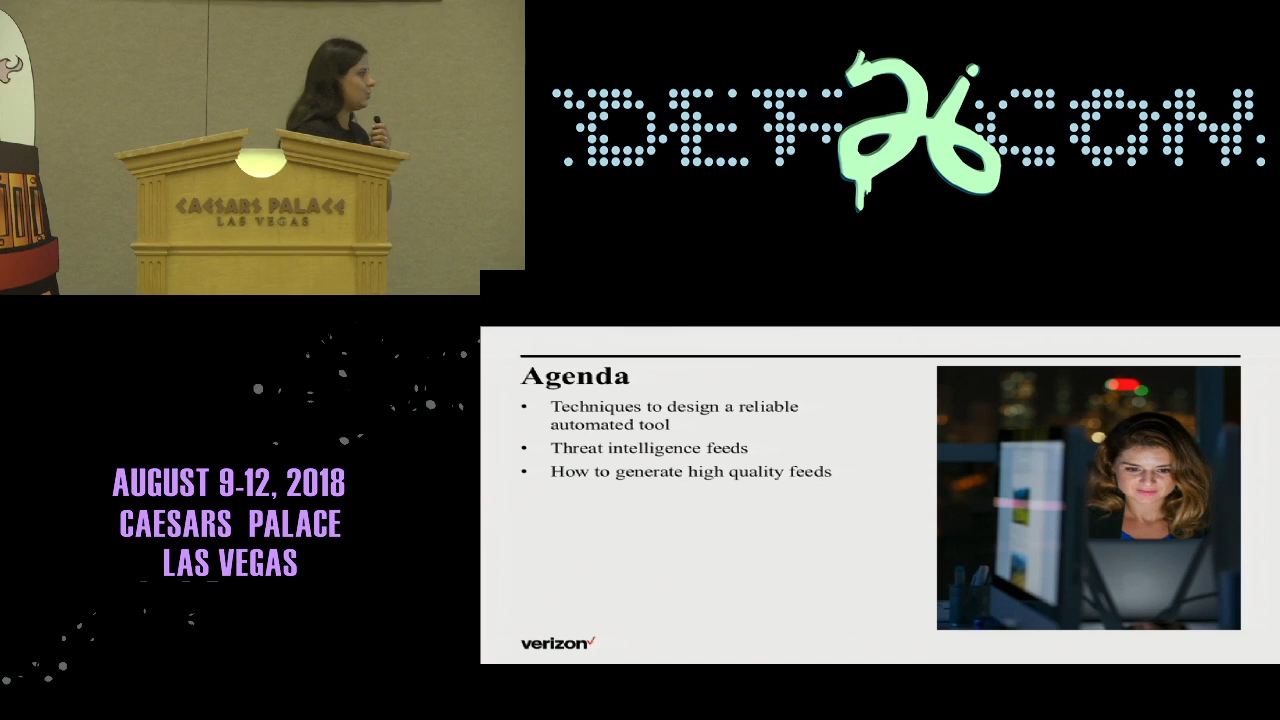 DEF 26 CON
CAESARS PALACE
LAS VEGAS
Agenda
• Techniques to design a reliable
automated tool
• Threat intelligence feeds
• How to generate high quality feeds
verizon
AUGUST 9-12, 2018
CAESARS PALACE
LAS VEGAS